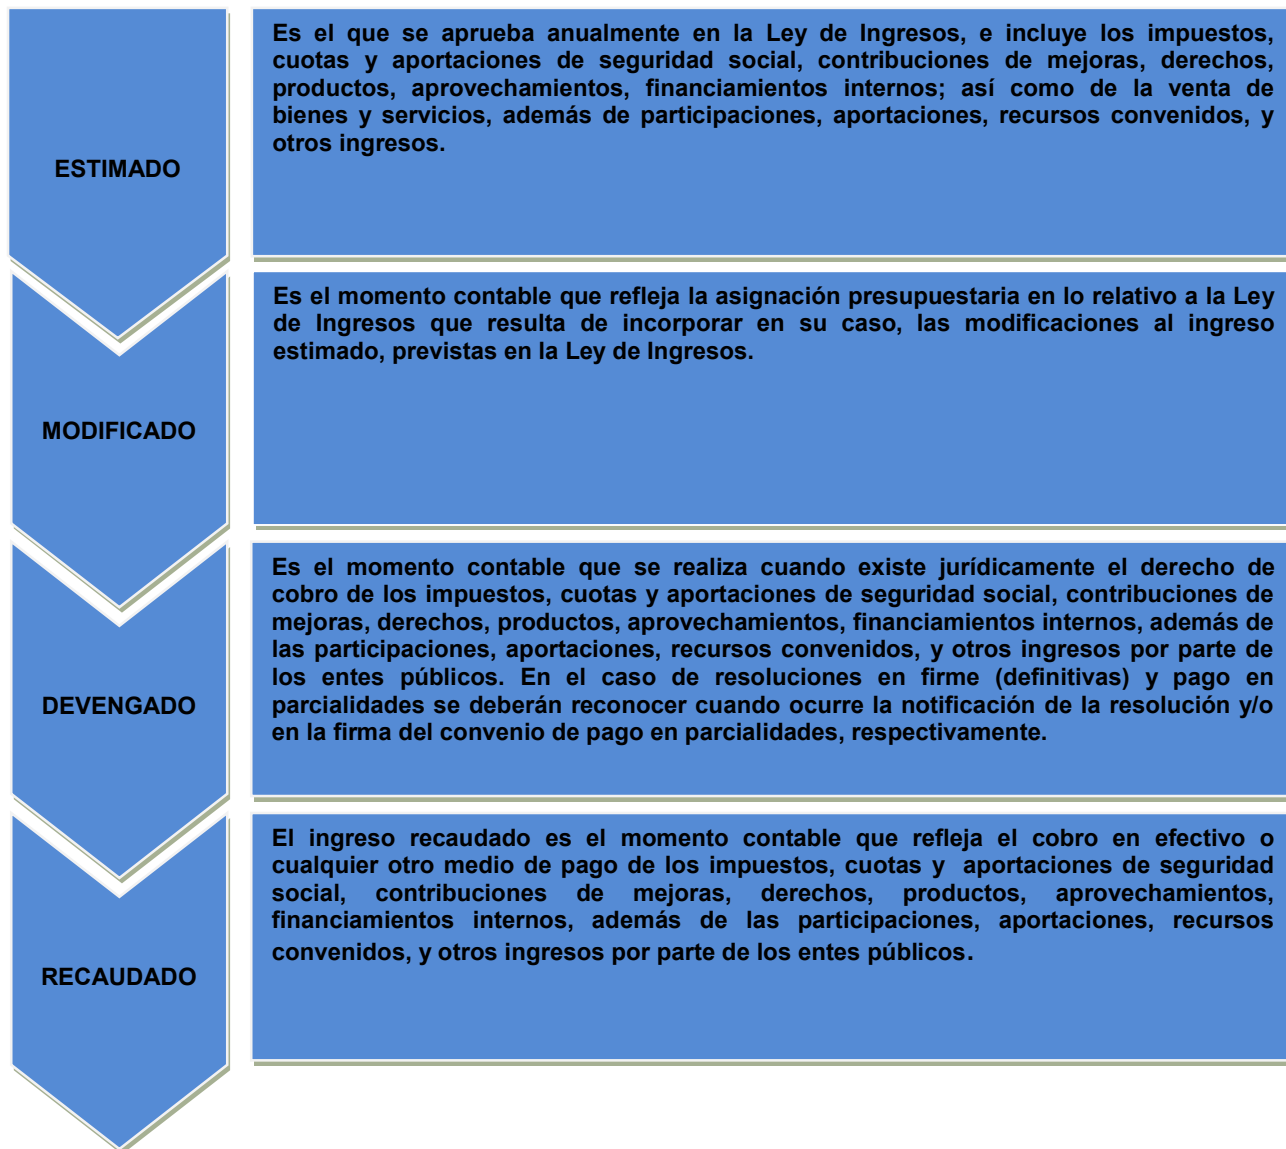 ESTIMADO
Es el que se aprueba anualmente en la Ley de Ingresos, e incluye los impuestos,
cuotas y aportaciones de seguridad social, contribuciones de mejoras, derechos,
productos, aprovechamientos, financiamientos internos; así como de la venta de
bienes y servicios, además de participaciones, aportaciones, recursos convenidos, y
otros ingresos.
MODIFICADO
Es el momento contable que refleja la asignación presupuestaria en lo relativo a la Ley
de Ingresos que resulta de incorporar en su caso, las modificaciones al ingreso
estimado, previstas en la Ley de Ingresos.
DEVENGADO
Es el momento contable que se realiza cuando existe jurídicamente el derecho de
cobro de los impuestos, cuotas y aportaciones de seguridad social, contribuciones de
mejoras, derechos, productos, aprovechamientos, financiamientos internos, además de
las participaciones, aportaciones, recursos convenidos, y otros ingresos por parte de
los entes públicos. En el caso de resoluciones en firme (definitivas) y pago en
parcialidades se deberán reconocer cuando ocurre la notificación de la resolución y/o
en la firma del convenio de pago en parcialidades, respectivamente.
RECAUDADO
El ingreso recaudado es el momento contable que refleja el cobro en efectivo o
cualquier otro medio de pago de los impuestos, cuotas y aportaciones de seguridad
social, contribuciones de mejoras, derechos, productos, aprovechamientos,
financiamientos internos, además de las participaciones, aportaciones, recursos
convenidos, y otros ingresos por parte de los entes públicos.